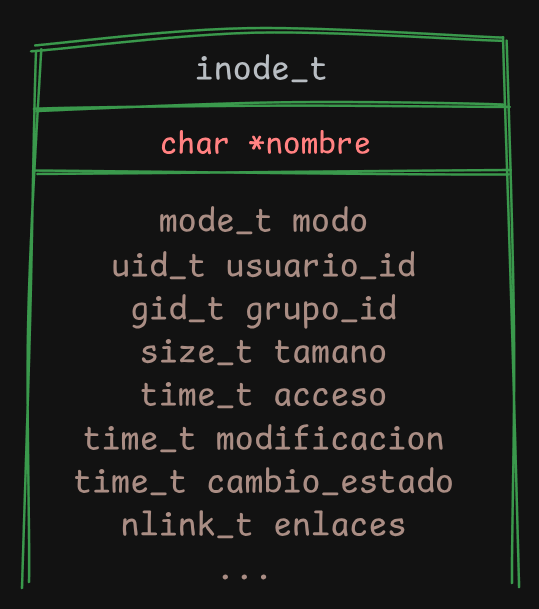 inode_t
char *nombre
mode_t modo
uid_t usuario_id
gid_t grupo_id
size_t tamano
time_t acceso
time_t modificacion
time_t cambio_estado
nlink_t enlaces
...